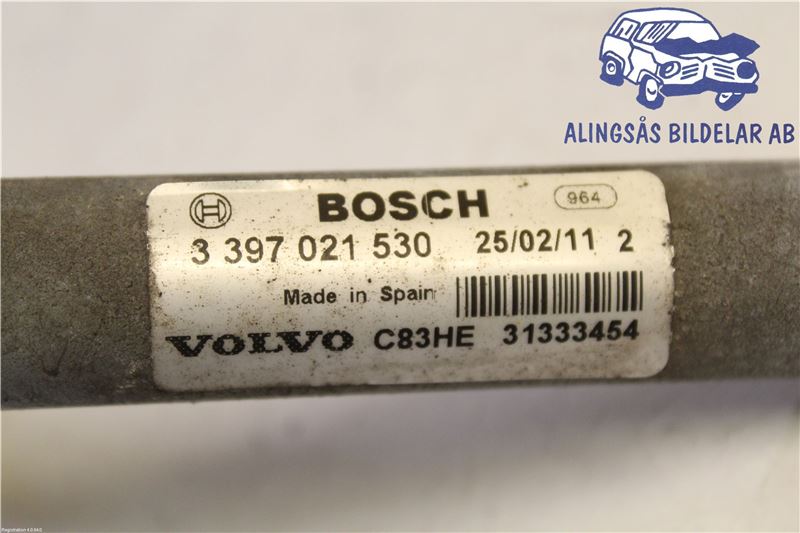 ALINGSÅS BILDELAR AB
BOSCH 964
3 397 021 530 25/02/11 2
Made in Spain
VOLVO C83HE 31333454